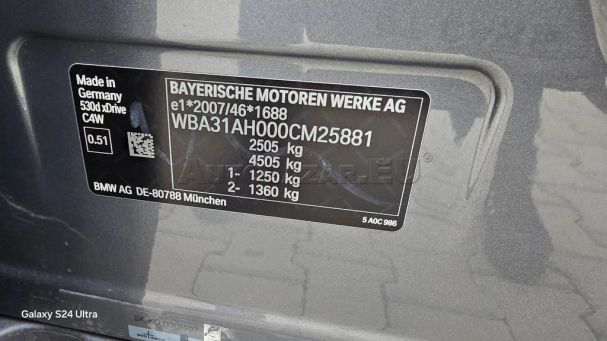 Made in
Germany
530d xDrive
C4W
0.51
BAYERISCHE MOTOREN WERKE AG
e1*2007/46*1688
WBA31AH000CM25881
2505 kg
4505 kg
1- 1250 kg
2- 1360 kg
BMW AG DE-80788 München
5 A0C 986
Galaxy S24 Ultra